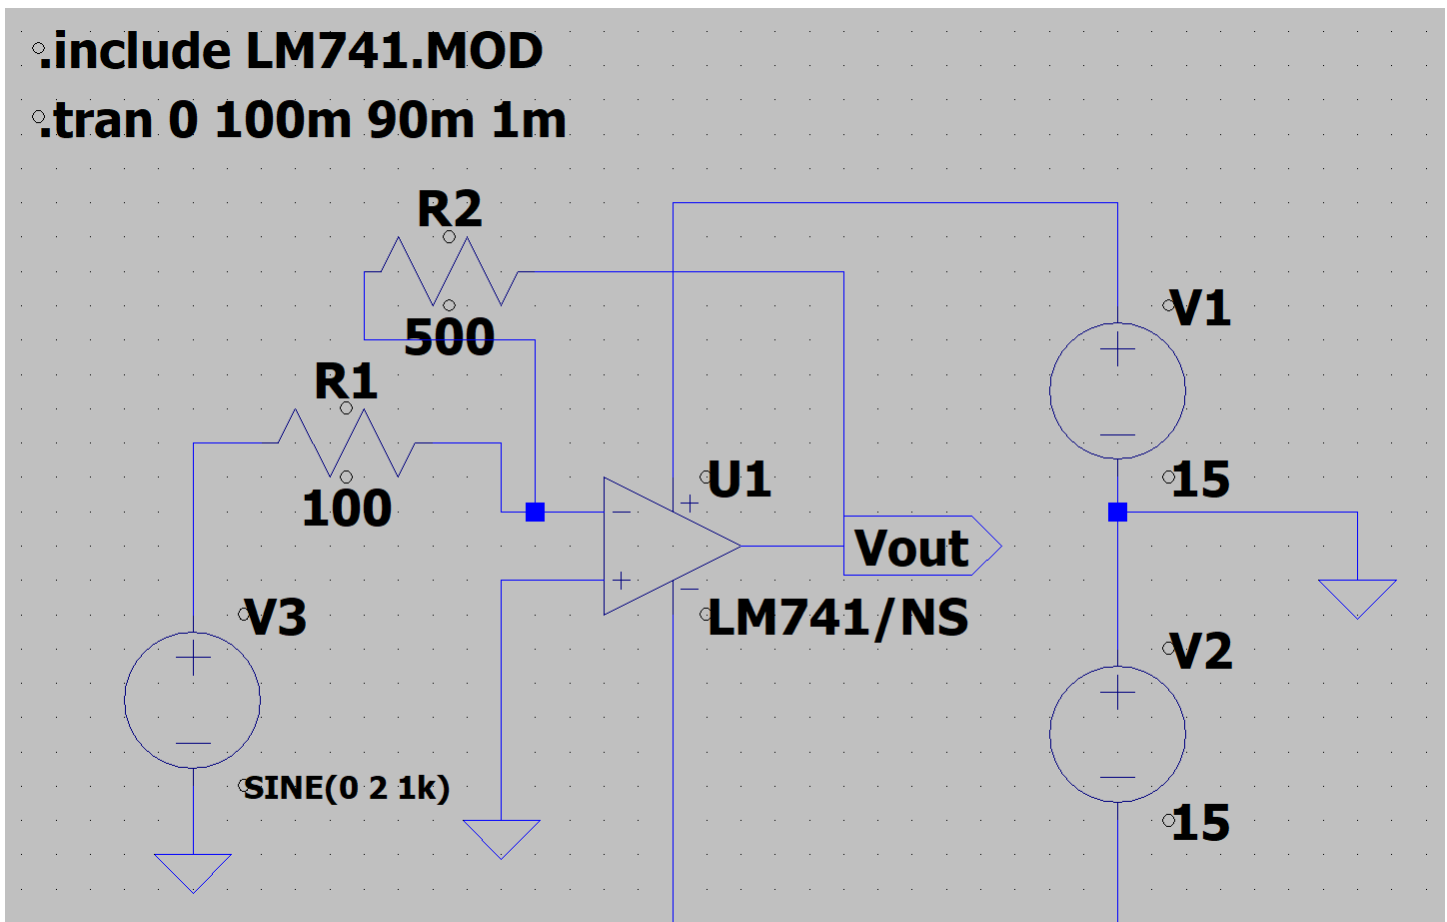 .include LM741.MOD
.tran 0 100m 90m 1m
R2
500
R1
100
V1
15
U1
Vout
LM741/NS
V3
SINE(0 2 1k)
V2
15